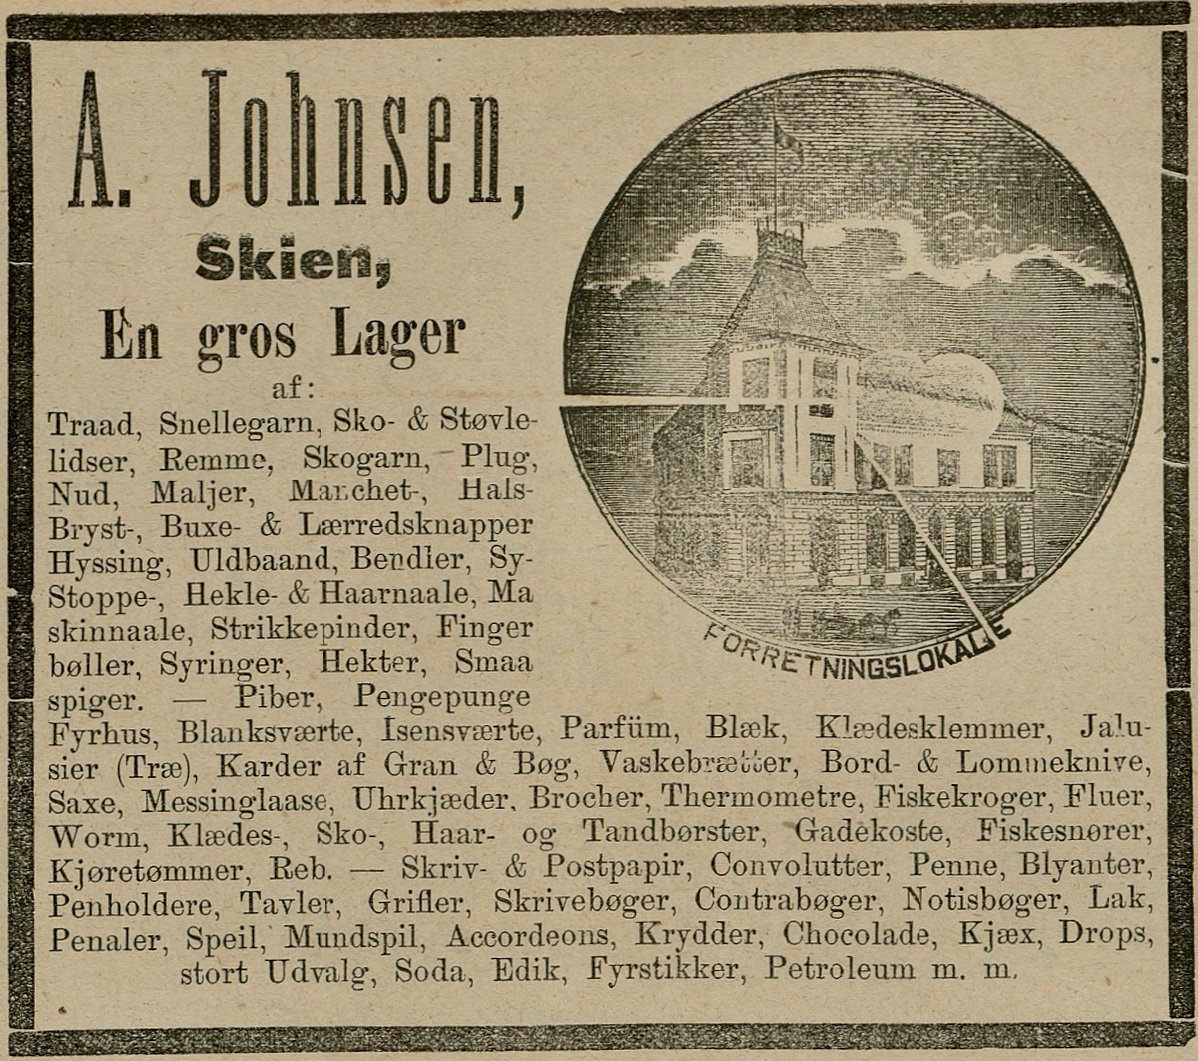 A. Johnsen,
Skien,
En gros Lager
af:
Traad, Snellegarn, Sko- & Støvle-
lidser, Remme, Skogarn, Plug,
Nud, Maljer, Manchet-, Hals-
Bryst-, Buxe- & Lærredsknapper
Hyssing, Uldbaand, Bendler, Sy-
Stoppe-, Hekle- & Haarnaale, Ma
skinnaale, Strikkepinder, Finger
bøller, Syringer, Hekter, Smaa
spiger. — Piber, Pengepunge
FORRETNINGSLOKALE
Fyrhus, Blanksværte, Isensværte, Parfüm, Blæk, Klædesklemmer, Jalu-
sier (Træ), Karder af Gran & Bøg, Vaskebrætter, Bord- & Lommeknive,
Saxe, Messinglaase, Uhrkjæder, Brocher, Thermometre, Fiskekroger, Fluer,
Worm, Klædes-, Sko-, Haar- og Tandbørster, Gadekoste, Fiskesnører,
Kjøretømmer, Reb. — Skriv- & Postpapir, Convolutter, Penne, Blyanter,
Penholdere, Tavler, Grifler, Skrivebøger, Contrabøger, Notisbøger, Lak,
Penaler, Speil, Mundspil, Accordeons, Krydder, Chocolade, Kjæx, Drops,
stort Udvalg, Soda, Edik, Fyrstikker, Petroleum m. m.